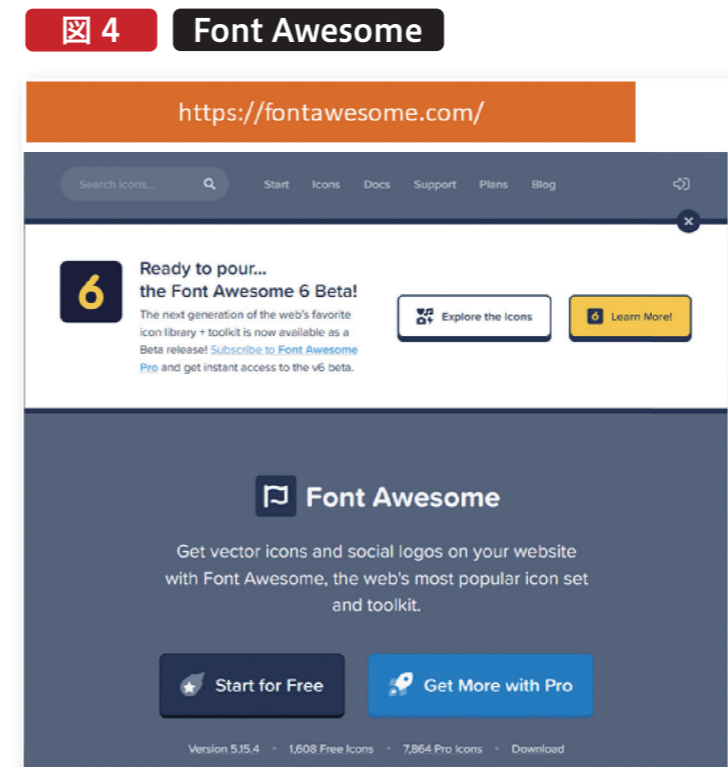 図 4 Font Awesome
https://fontawesome.com/
Search icons... Start Icons Docs Support Plans Blog
6 Ready to pour...
the Font Awesome 6 Beta!
The next generation of the web's favorite
icon library + toolkit is now available as a
Beta release! Subscribe to Font Awesome
Pro and get instant access to the v6 beta.
Explore the Icons 6 Learn More!
Font Awesome
Get vector icons and social logos on your website
with Font Awesome, the web's most popular icon set
and toolkit.
Start for Free Get More with Pro
Version 5.15.4 • 1,608 Free Icons • 7,864 Pro Icons • Download